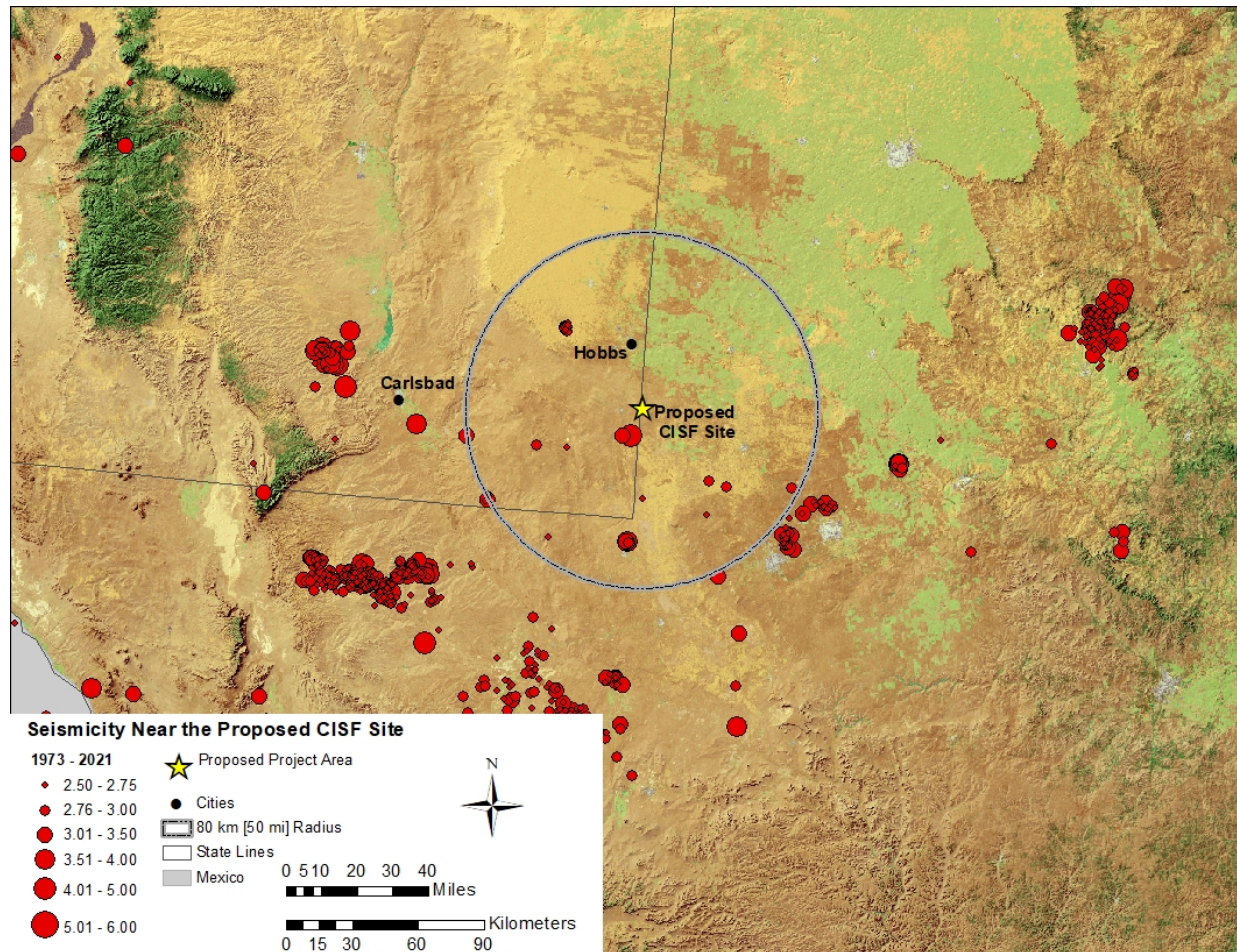 Hobbs
Carlsbad
Proposed
CISF Site
Seismicity Near the Proposed CISF Site
1973 - 2021
2.50 - 2.75
2.76 - 3.00
3.01 - 3.50
3.51 - 4.00
4.01 - 5.00
5.01 - 6.00
Proposed Project Area
Cities
80 km [50 mi] Radius
State Lines
Mexico
N
0 5 10 20 30 40
Miles
Kilometers
0 15 30 60 90